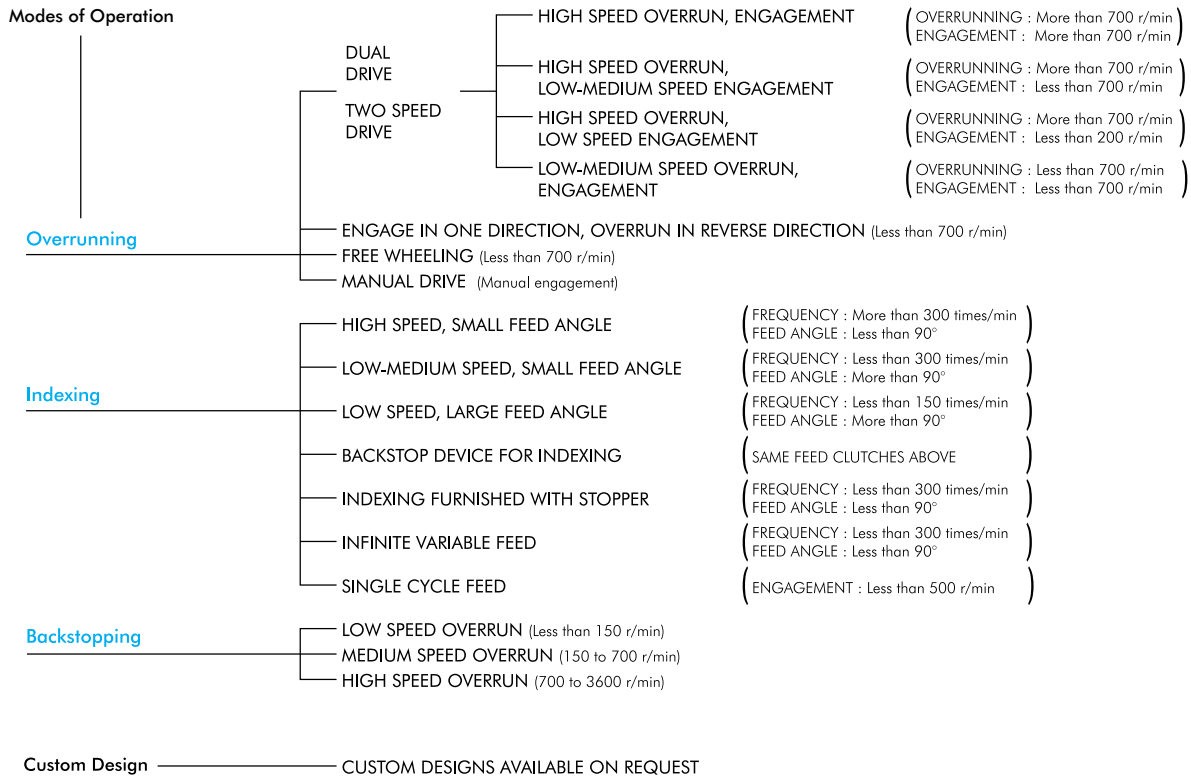 Modes of Operation
DUAL
DRIVE
TWO SPEED
DRIVE
HIGH SPEED OVERRUN, ENGAGEMENT
(OVERRUNNING : More than 700 r/min
ENGAGEMENT : More than 700 r/min)
HIGH SPEED OVERRUN,
LOW-MEDIUM SPEED ENGAGEMENT
(OVERRUNNING : More than 700 r/min
ENGAGEMENT : Less than 700 r/min)
HIGH SPEED OVERRUN,
LOW SPEED ENGAGEMENT
(OVERRUNNING : More than 700 r/min
ENGAGEMENT : Less than 200 r/min)
LOW-MEDIUM SPEED OVERRUN,
ENGAGEMENT
(OVERRUNNING : Less than 700 r/min
ENGAGEMENT : Less than 700 r/min)
Overrunning
ENGAGE IN ONE DIRECTION, OVERRUN IN REVERSE DIRECTION (Less than 700 r/min)
FREE WHEELING (Less than 700 r/min)
MANUAL DRIVE (Manual engagement)
Indexing
HIGH SPEED, SMALL FEED ANGLE
(FREQUENCY : More than 300 times/min
FEED ANGLE : Less than 90°)
LOW-MEDIUM SPEED, SMALL FEED ANGLE
(FREQUENCY : Less than 300 times/min
FEED ANGLE : More than 90°)
LOW SPEED, LARGE FEED ANGLE
(FREQUENCY : Less than 150 times/min
FEED ANGLE : More than 90°)
BACKSTOP DEVICE FOR INDEXING
(SAME FEED CLUTCHES ABOVE)
INDEXING FURNISHED WITH STOPPER
(FREQUENCY : Less than 300 times/min
FEED ANGLE : Less than 90°)
INFINITE VARIABLE FEED
(FREQUENCY : Less than 300 times/min
FEED ANGLE : Less than 90°)
SINGLE CYCLE FEED
(ENGAGEMENT : Less than 500 r/min)
Backstopping
LOW SPEED OVERRUN (Less than 150 r/min)
MEDIUM SPEED OVERRUN (150 to 700 r/min)
HIGH SPEED OVERRUN (700 to 3600 r/min)
Custom Design
CUSTOM DESIGNS AVAILABLE ON REQUEST